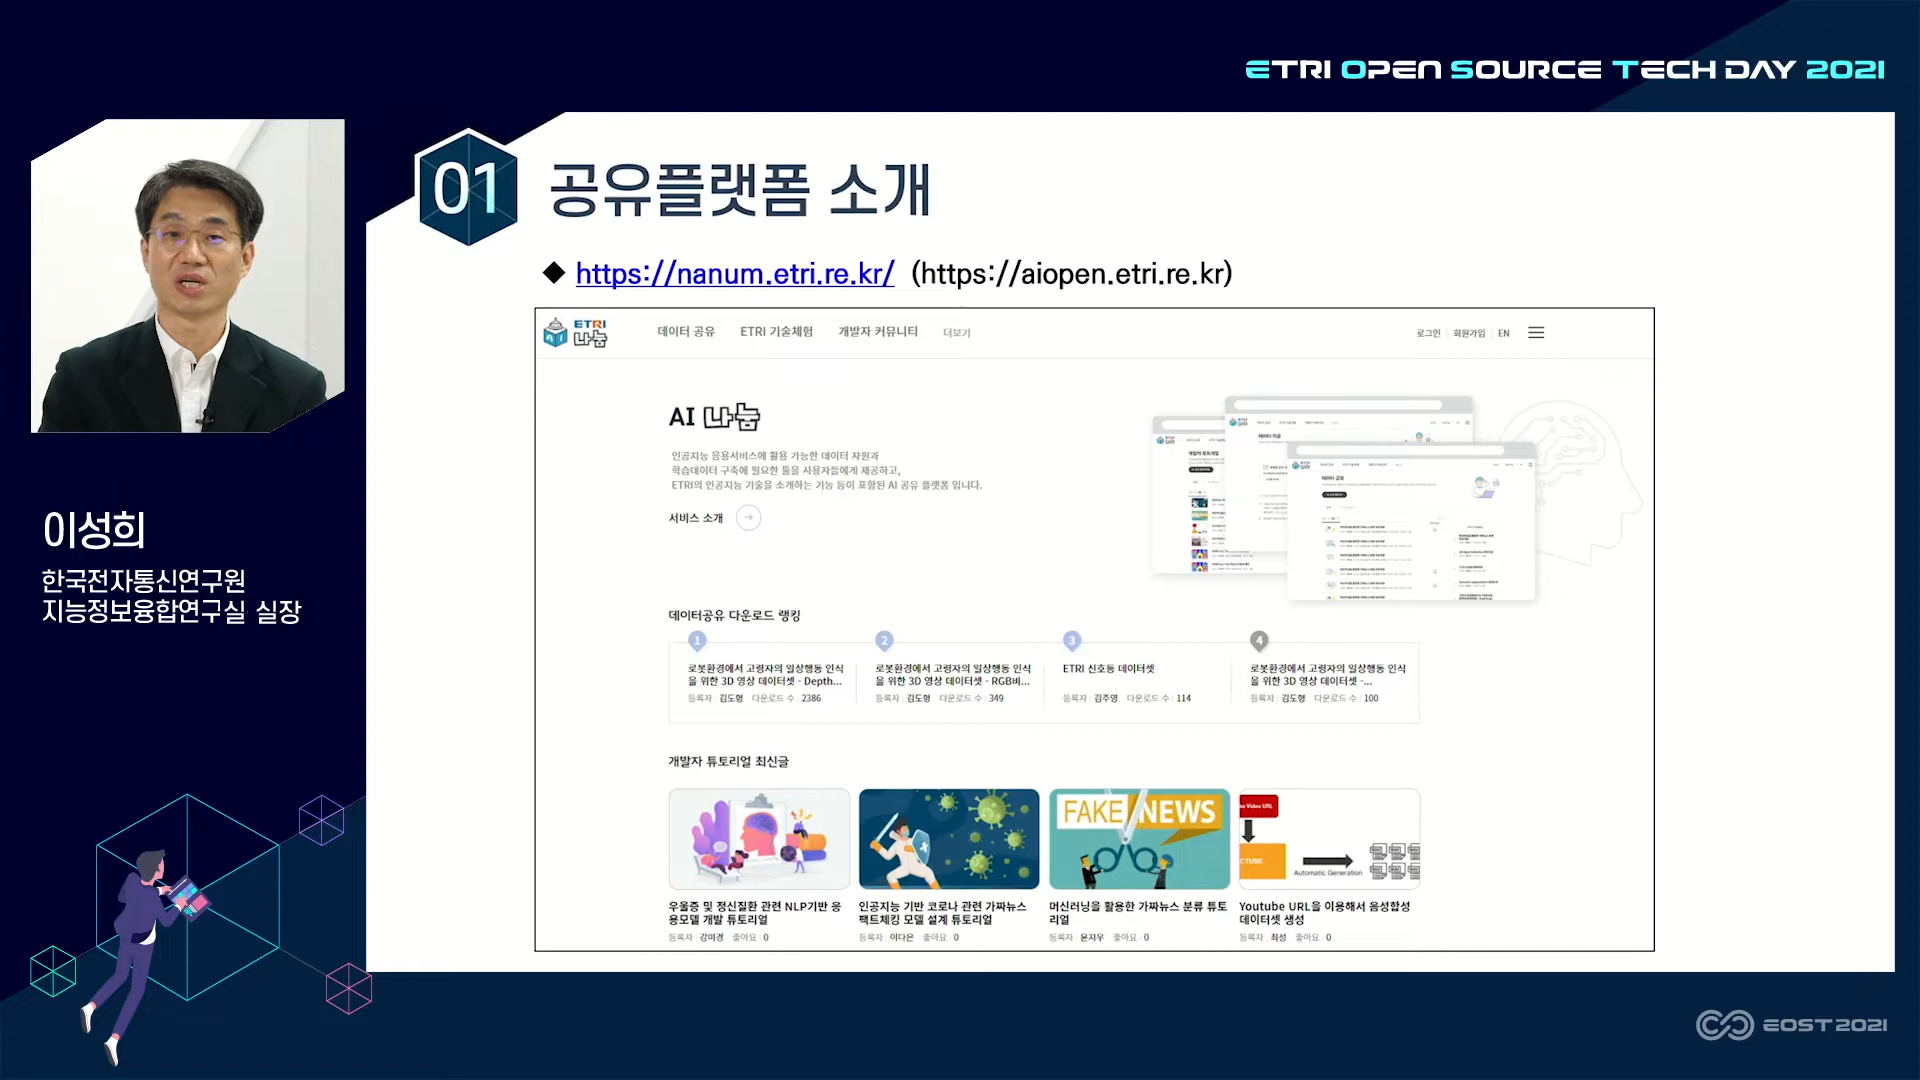 ETRI OPEN SOURCE TECH DAY 2021
01
공유플랫폼 소개
◆ https://nanum.etri.re.kr/ (https://aiopen.etri.re.kr)
ETRI
AI 나눔
데이터 공유 ETRI 기술체험 개발자 커뮤니티 더보기
로그인 회원가입 EN
AI 나눔
인공지능 응용서비스에 활용 가능한 데이터 자원과
학습데이터 구축에 필요한 툴을 사용자들에게 제공하고,
ETRI의 인공지능 기술을 소개하는 기능 등이 포함된 AI 공유 플랫폼 입니다.
서비스 소개
데이터공유 다운로드 랭킹
1
로봇환경에서 고령자의 일상행동 인식
을 위한 3D 영상 데이터셋 - Depth...
등록자 김도형 다운로드 수 2386
2
로봇환경에서 고령자의 일상행동 인식
을 위한 3D 영상 데이터셋 - RGB비...
등록자 김도형 다운로드 수 349
3
ETRI 신호등 데이터셋
등록자 김주영 다운로드 수 114
4
로봇환경에서 고령자의 일상행동 인식
을 위한 3D 영상 데이터셋 -...
등록자 김도형 다운로드 수 100
개발자 튜토리얼 최신글
우울증 및 정신질환 관련 NLP기반 응
용모델 개발 튜토리얼
등록자 강미경 좋아요 0
인공지능 기반 코로나 관련 가짜뉴스
팩트체킹 모델 설계 튜토리얼
등록자 이다은 좋아요 0
FAKE NEWS
머신러닝을 활용한 가짜뉴스 분류 튜토
리얼
등록자 윤지우 좋아요 0
be Video URL
CTUBE
Automatic Generation
Youtube URL을 이용해서 음성합성
데이터셋 생성
등록자 최성 좋아요 0
이성희
한국전자통신연구원
지능정보융합연구실 실장
EOST 2021